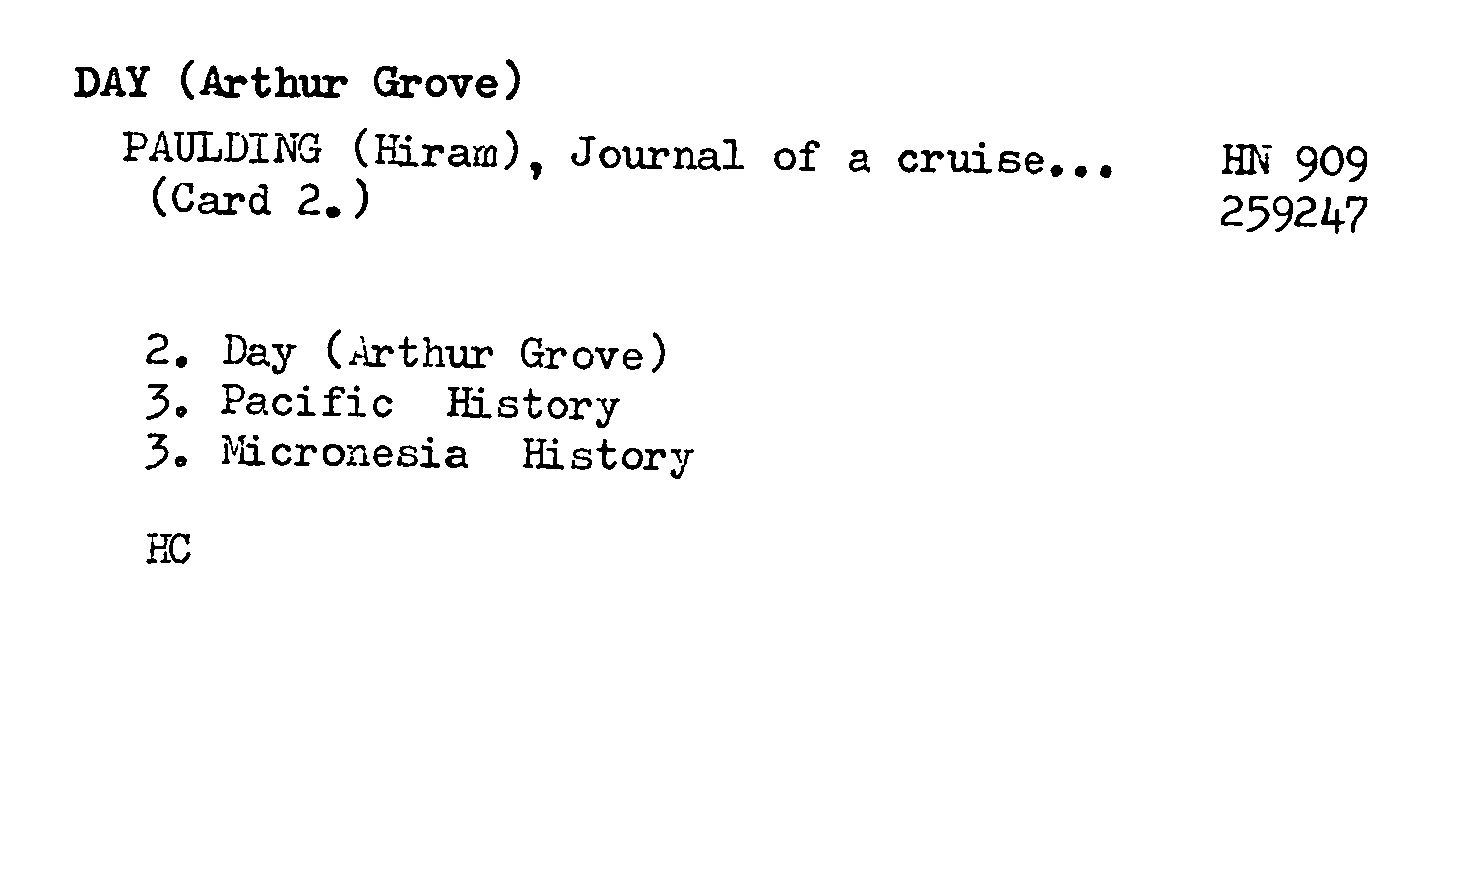 DAY (Arthur Grove)
PAULDING (Hiram), Journal of a cruise... HN 909
(Card 2.) 259247
2. Day (Arthur Grove)
3. Pacific History
3. Micronesia History
HC